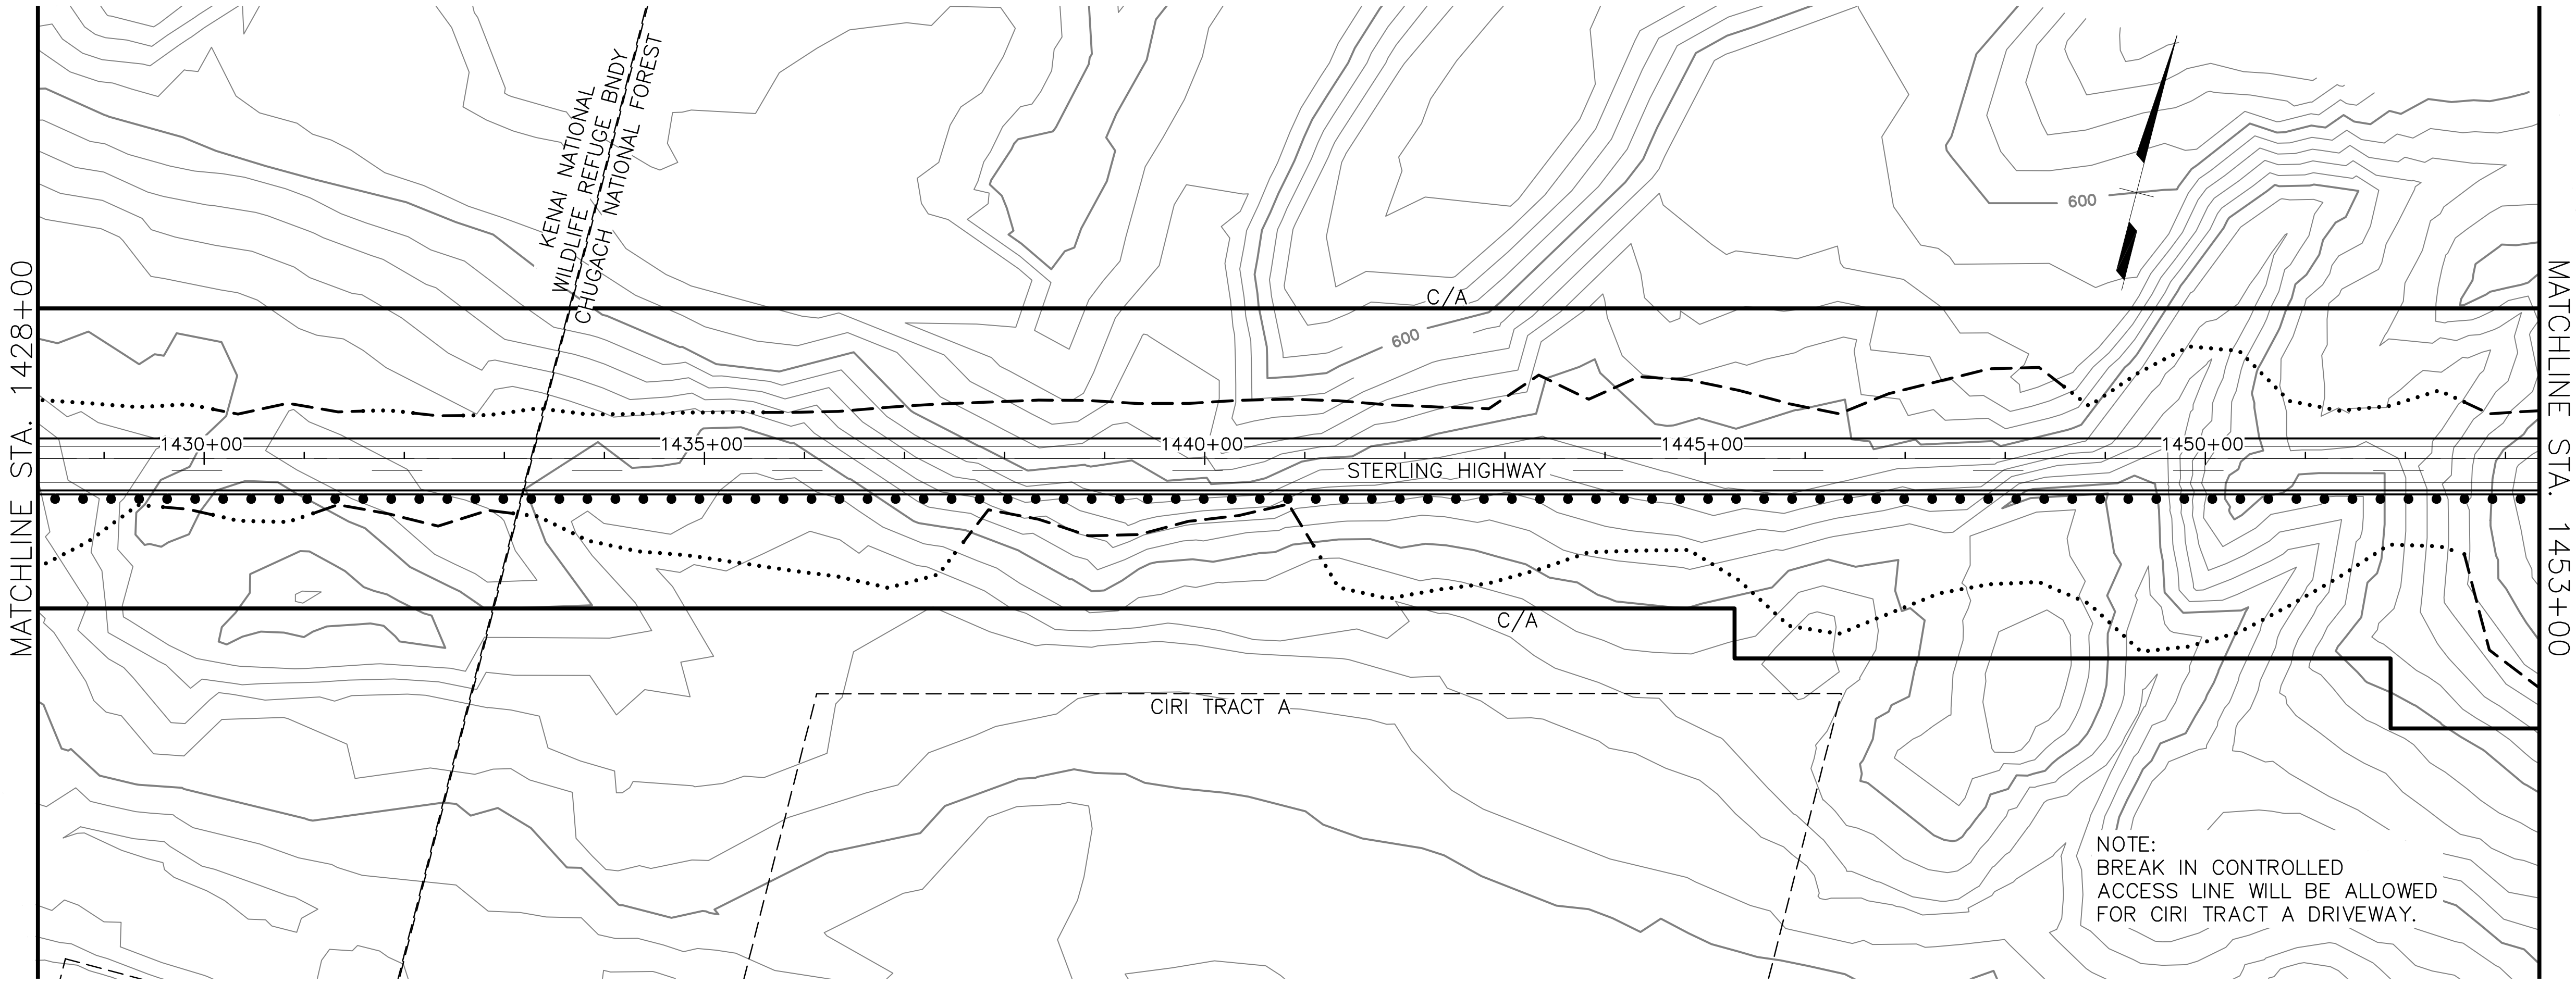 KENAI NATIONAL
WILDLIFE REFUGE BNDY
CHUGACH NATIONAL FOREST
600
C/A
600
MATCHLINE STA. 1428+00
MATCHLINE STA. 1453+00
1430+00
1435+00
1440+00
1445+00
1450+00
STERLING HIGHWAY
C/A
CIRI TRACT A
NOTE:
BREAK IN CONTROLLED
ACCESS LINE WILL BE ALLOWED
FOR CIRI TRACT A DRIVEWAY.